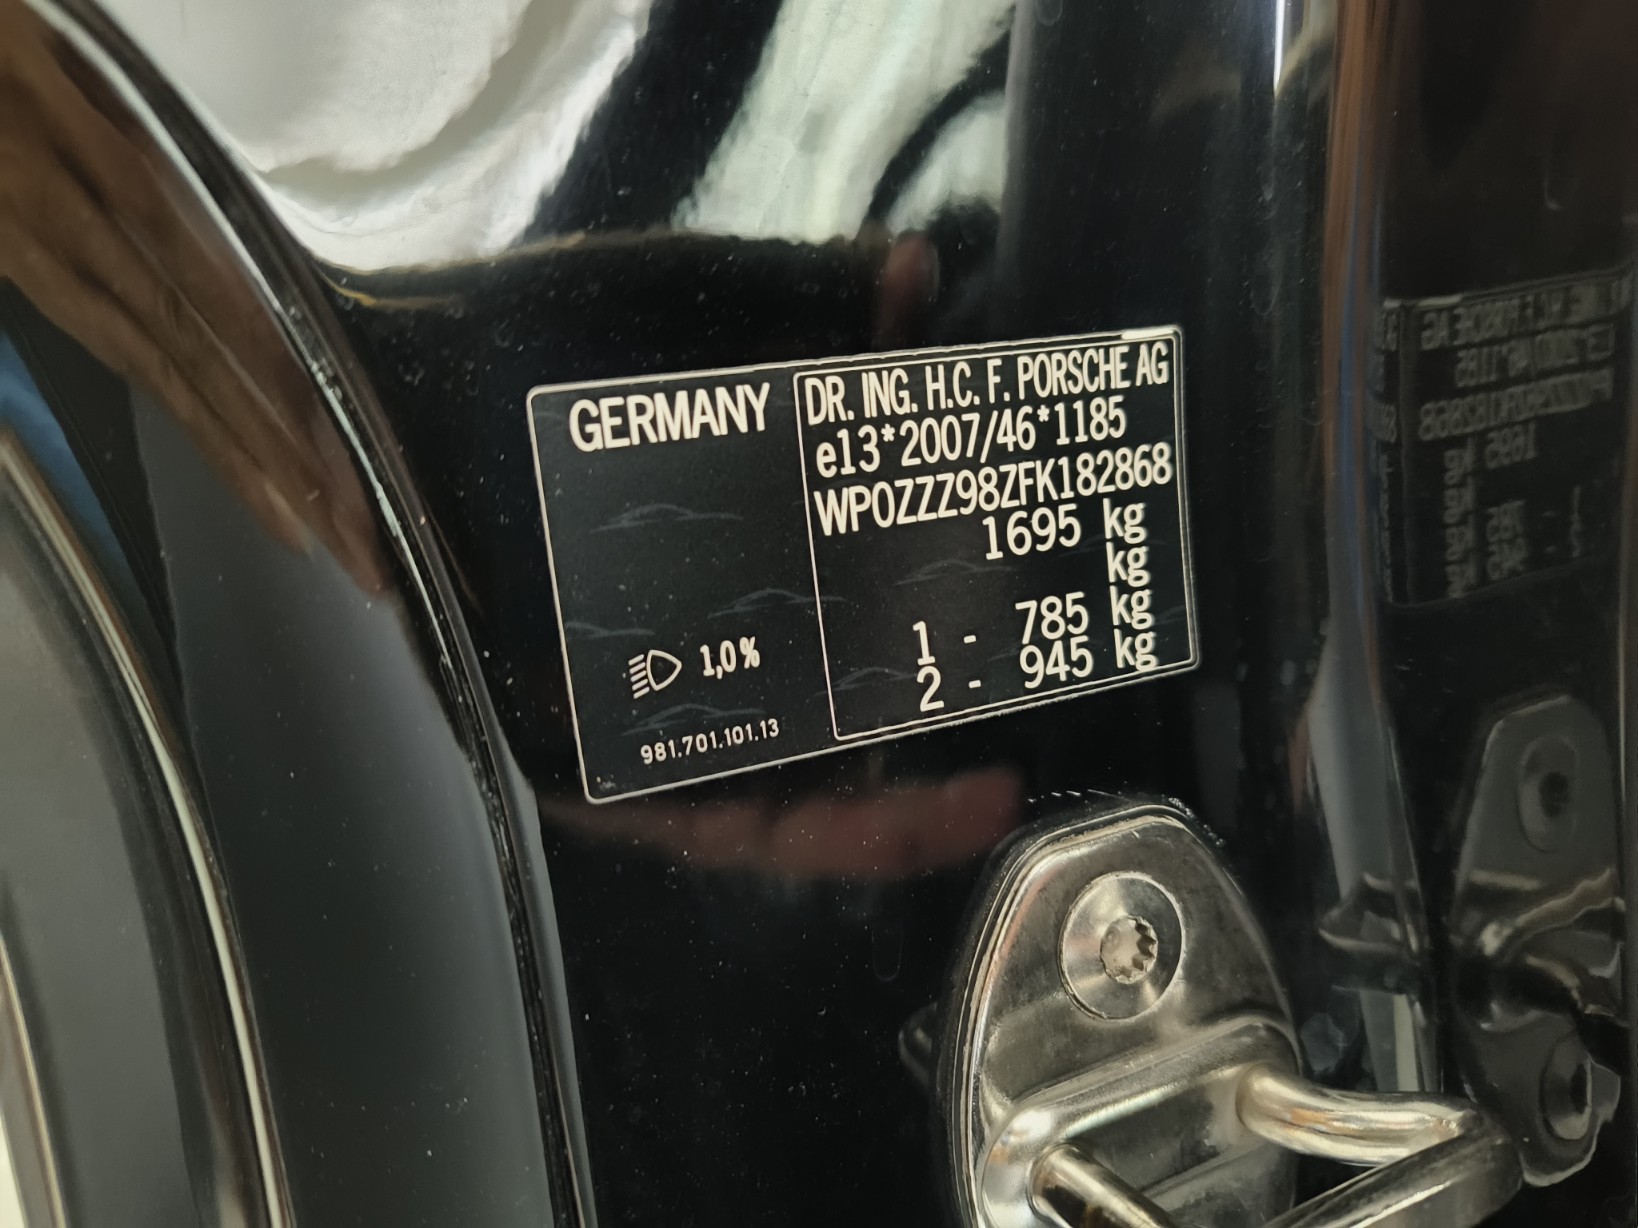 GERMANY
DR. ING. H.C. F. PORSCHE AG
e13*2007/46*1185
WP0ZZZ98ZFK182868
1695 kg
kg
1 - 785 kg
2 - 945 kg
1,0%
981.701.101.13